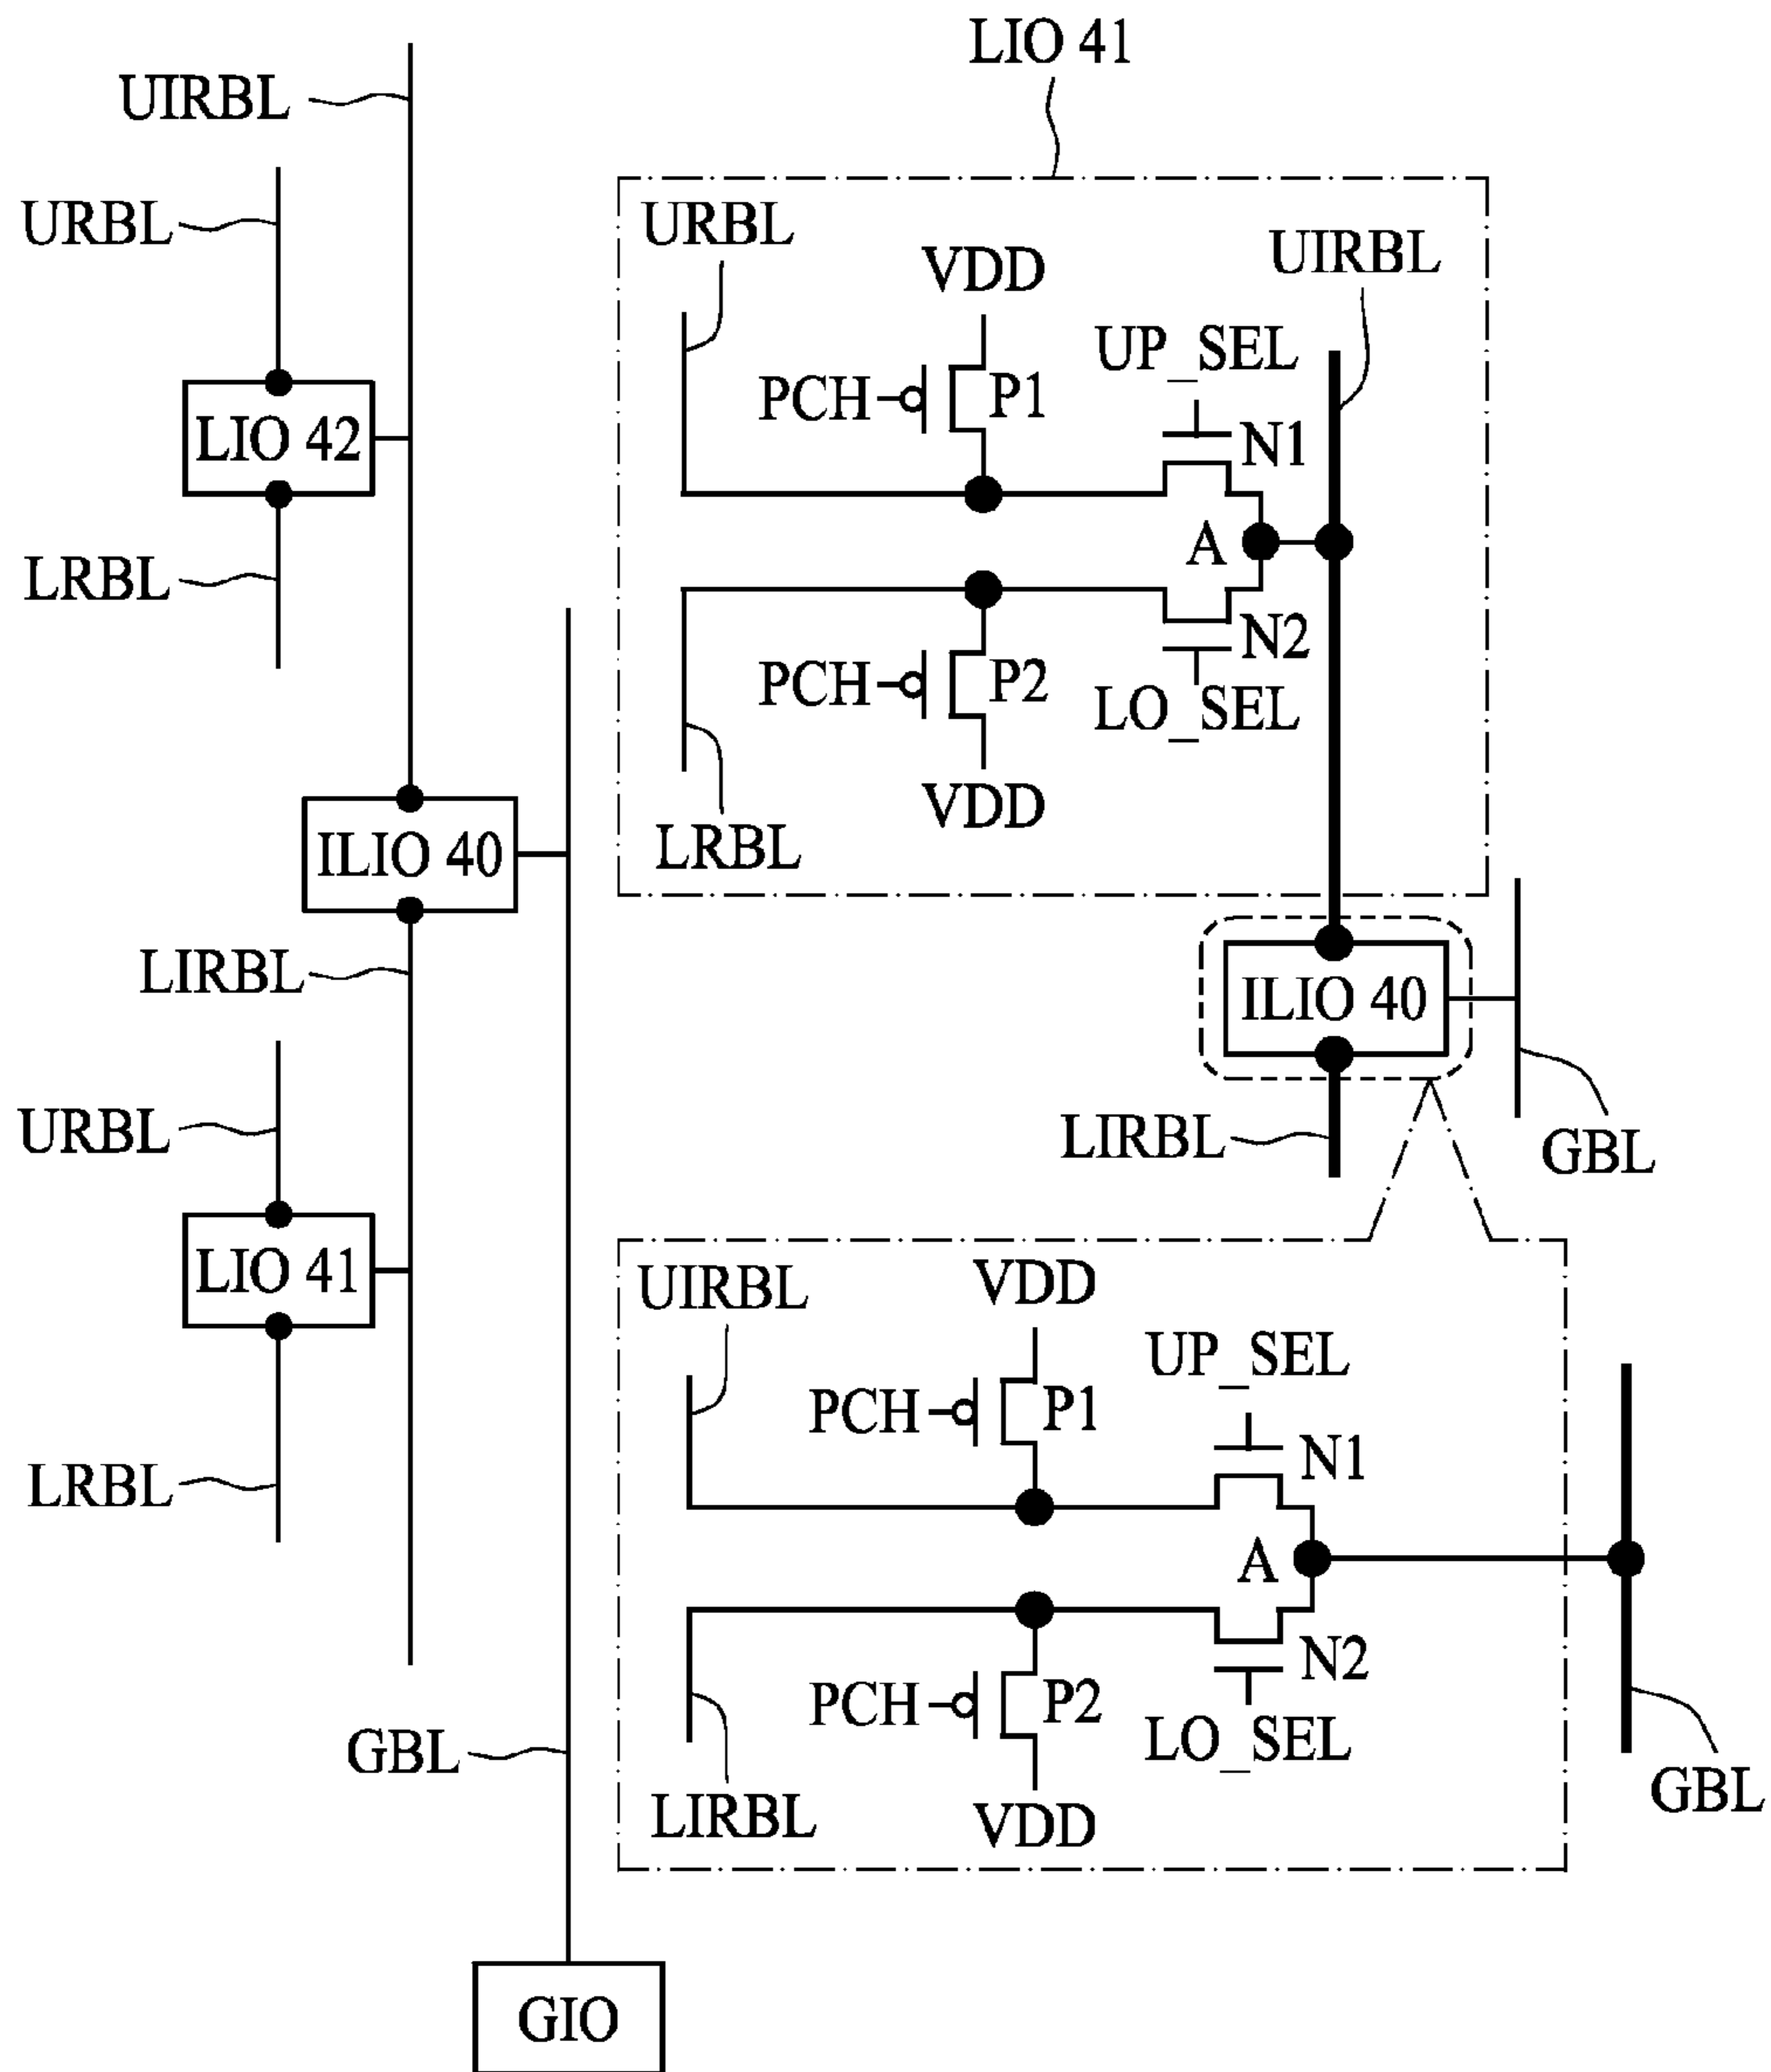 LIO 41
UIRBL
URBL
LIO 42
LRBL
ILIO 40
LIRBL
URBL
LIO 41
LRBL
GBL
GIO
URBL
VDD
UIRBL
UP_SEL
PCH
P1
N1
A
N2
PCH
P2
LO_SEL
VDD
LRBL
ILIO 40
LIRBL
GBL
UIRBL
VDD
UP_SEL
PCH
P1
N1
A
N2
PCH
P2
LO_SEL
LIRBL
VDD
GBL